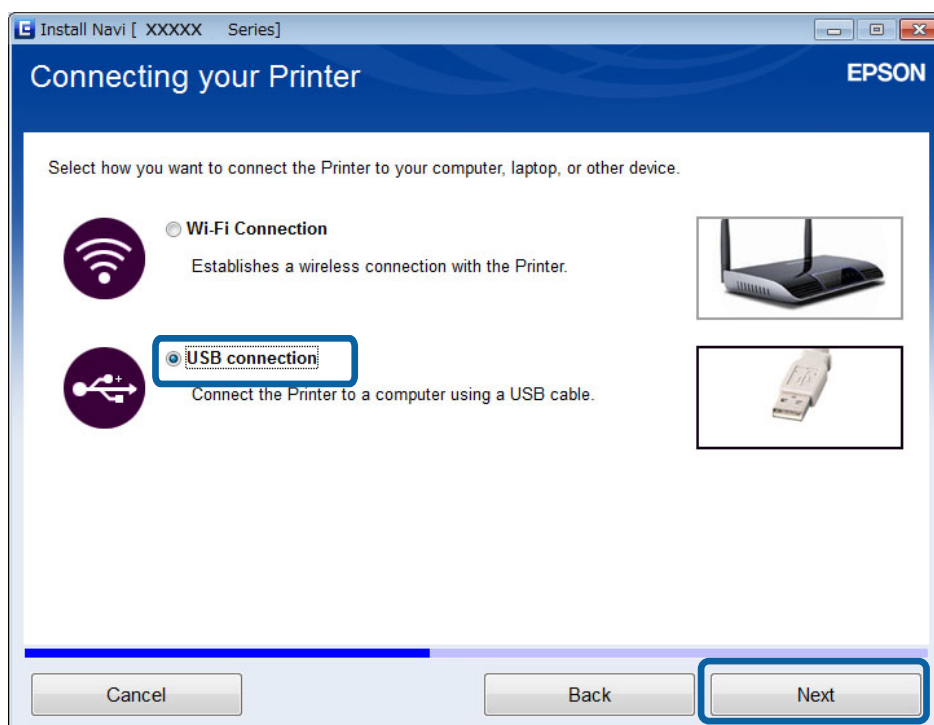 Install Navi [ XXXXX Series]
Connecting your Printer
EPSON
Select how you want to connect the Printer to your computer, laptop, or other device.
Wi-Fi Connection
Establishes a wireless connection with the Printer.
USB connection
Connect the Printer to a computer using a USB cable.
Cancel
Back
Next